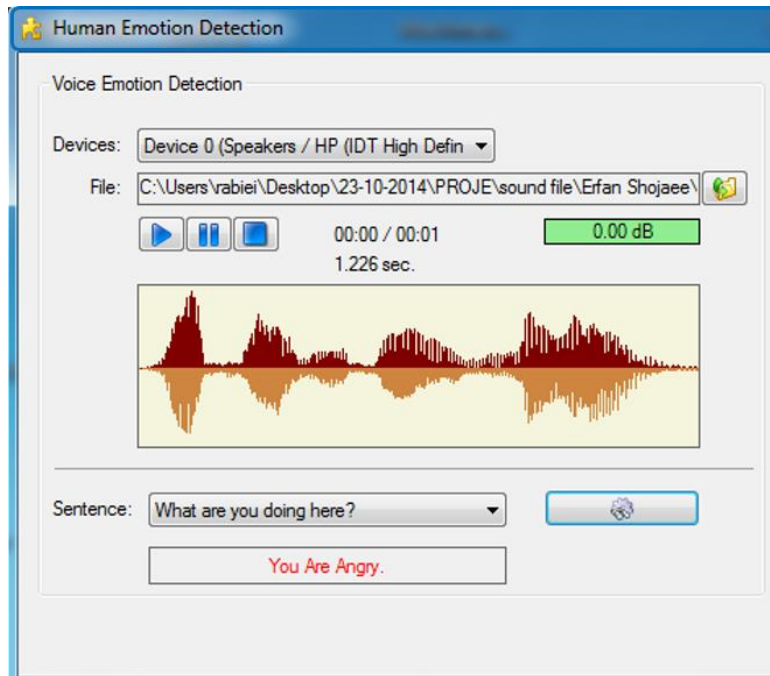 Human Emotion Detection
Voice Emotion Detection
Devices: Device 0 (Speakers / HP (IDT High Defin
File: C:\Users\rabiei\Desktop\23-10-2014\PROJE\sound file\Erfan Shojaee\
00:00 / 00:01 0.00 dB
1.226 sec.
Sentence: What are you doing here?
You Are Angry.